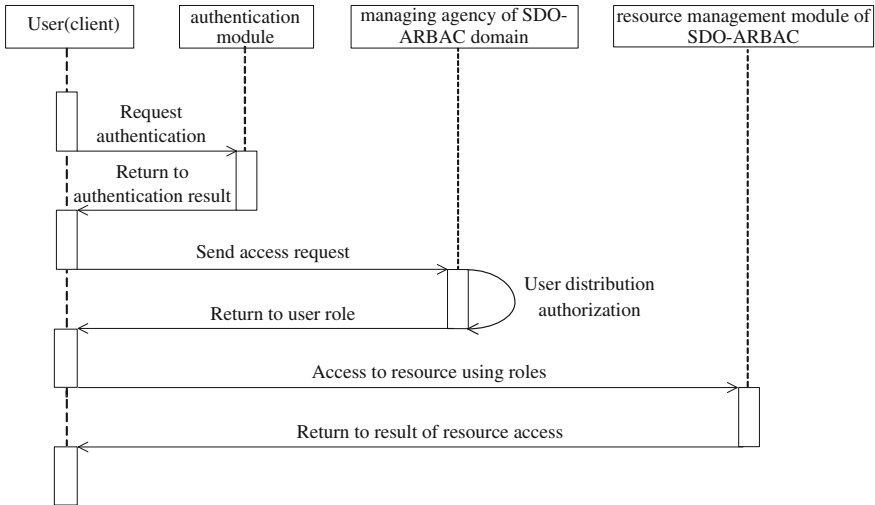 User(client)
authentication
module
managing agency of SDO-
ARBAC domain
resource management module of
SDO-ARBAC
Request
authentication
Return to
authentication result
Send access request
User distribution
authorization
Return to user role
Access to resource using roles
Return to result of resource access